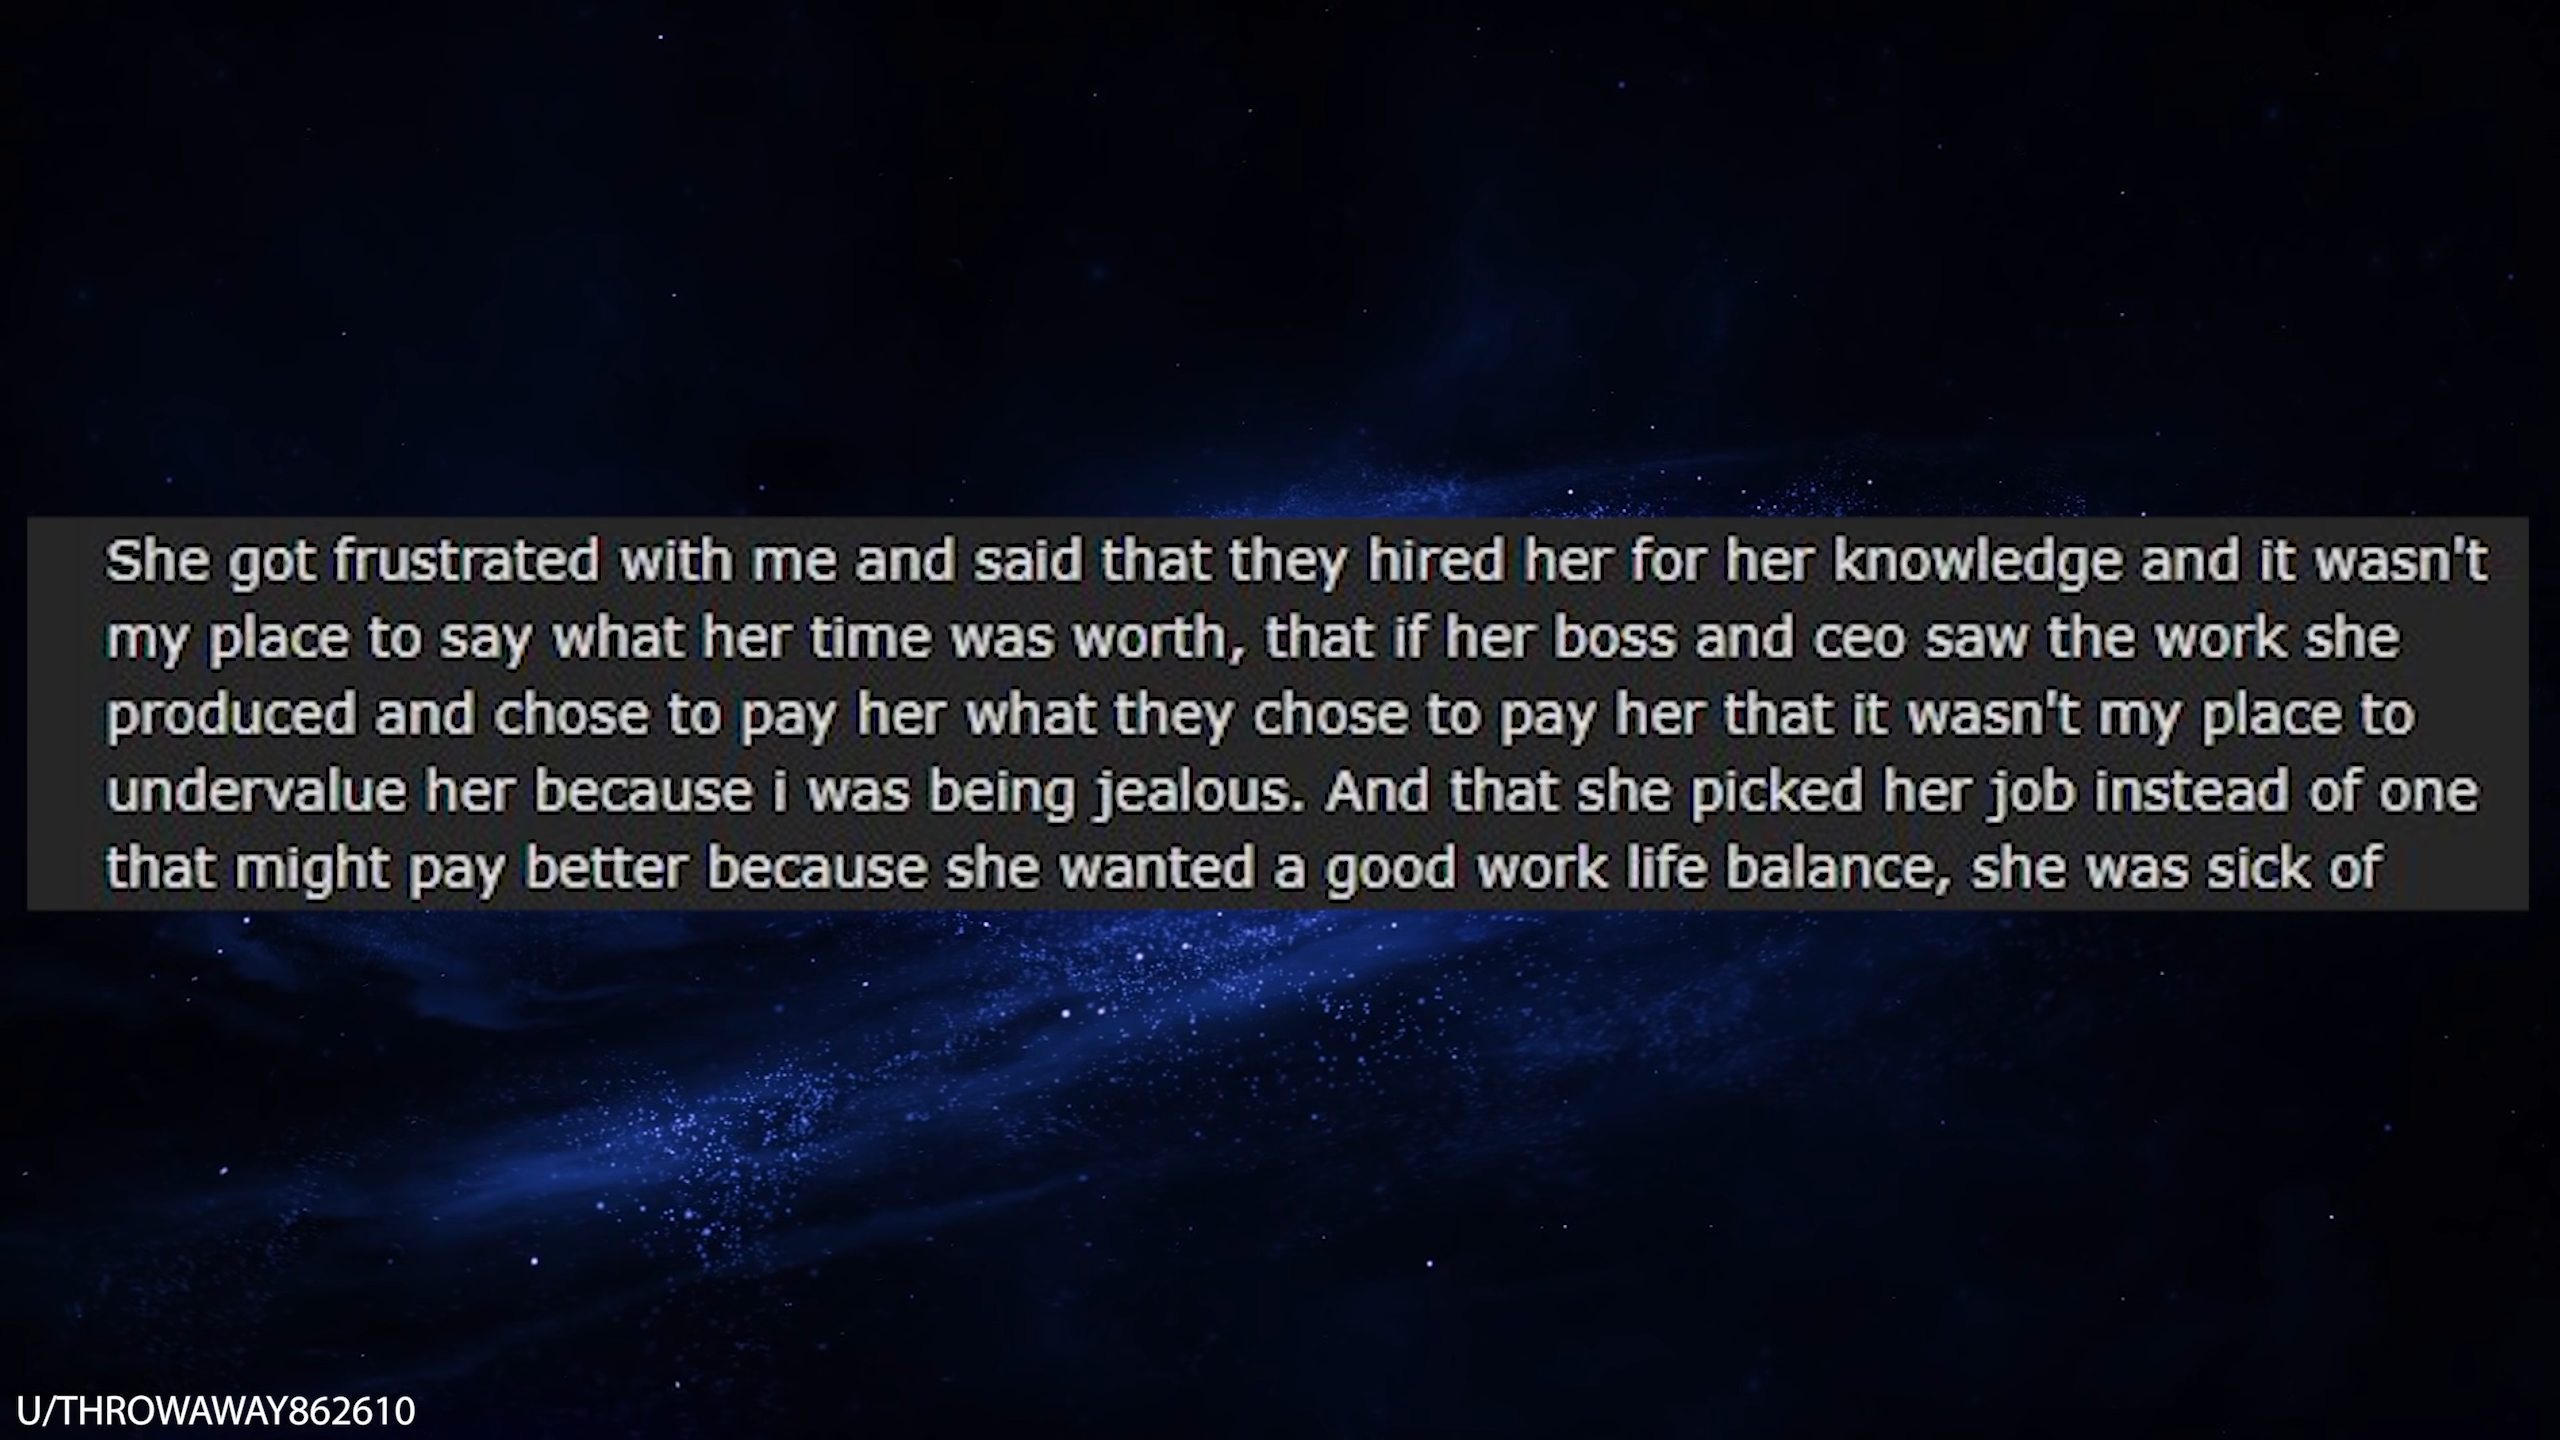 She got frustrated with me and said that they hired her for her knowledge and it wasn't
my place to say what her time was worth, that if her boss and ceo saw the work she
produced and chose to pay her what they chose to pay her that it wasn't my place to
undervalue her because i was being jealous. And that she picked her job instead of one
that might pay better because she wanted a good work life balance, she was sick of
U/THROWAWAY862610